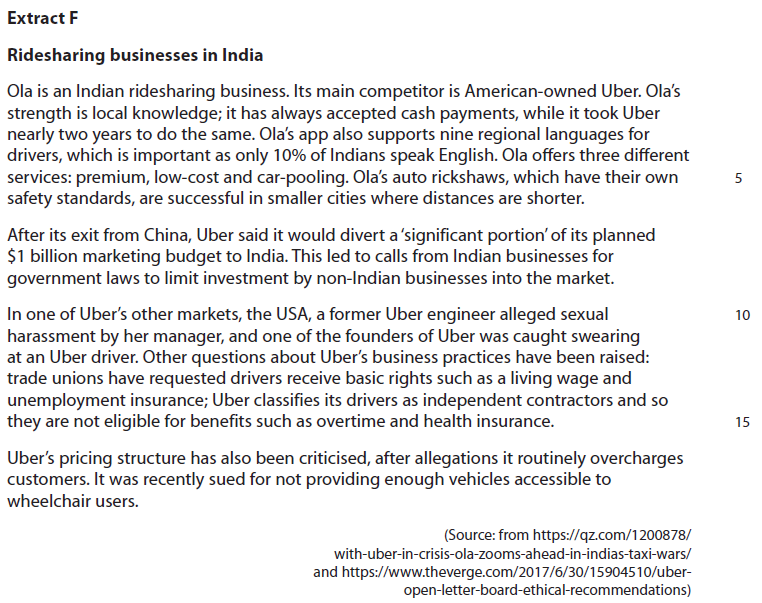 Extract F
Ridesharing businesses in India
Ola is an Indian ridesharing business. Its main competitor is American-owned Uber. Ola’s
strength is local knowledge; it has always accepted cash payments, while it took Uber
nearly two years to do the same. Ola’s app also supports nine regional languages for
drivers, which is important as only 10% of Indians speak English. Ola offers three different
services: premium, low-cost and car-pooling. Ola’s auto rickshaws, which have their own 5
safety standards, are successful in smaller cities where distances are shorter.
After its exit from China, Uber said it would divert a ‘significant portion’ of its planned
$1 billion marketing budget to India. This led to calls from Indian businesses for
government laws to limit investment by non-Indian businesses into the market.
In one of Uber’s other markets, the USA, a former Uber engineer alleged sexual 10
harassment by her manager, and one of the founders of Uber was caught swearing
at an Uber driver. Other questions about Uber’s business practices have been raised:
trade unions have requested drivers receive basic rights such as a living wage and
unemployment insurance; Uber classifies its drivers as independent contractors and so
they are not eligible for benefits such as overtime and health insurance. 15
Uber’s pricing structure has also been criticised, after allegations it routinely overcharges
customers. It was recently sued for not providing enough vehicles accessible to
wheelchair users.
(Source: from https://qz.com/1200878/
with-uber-in-crisis-ola-zooms-ahead-in-indias-taxi-wars/
and https://www.theverge.com/2017/6/30/15904510/uber-
open-letter-board-ethical-recommendations)